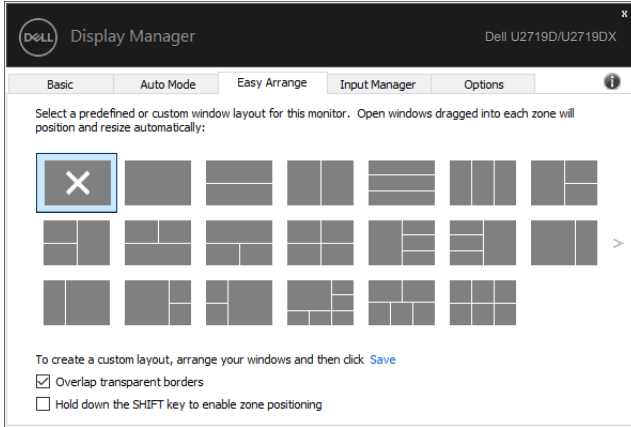 x
DELL Display Manager Dell U2719D/U2719DX
Basic Auto Mode Easy Arrange Input Manager Options i
Select a predefined or custom window layout for this monitor. Open windows dragged into each zone will
position and resize automatically:
>
To create a custom layout, arrange your windows and then click Save
Overlap transparent borders
Hold down the SHIFT key to enable zone positioning